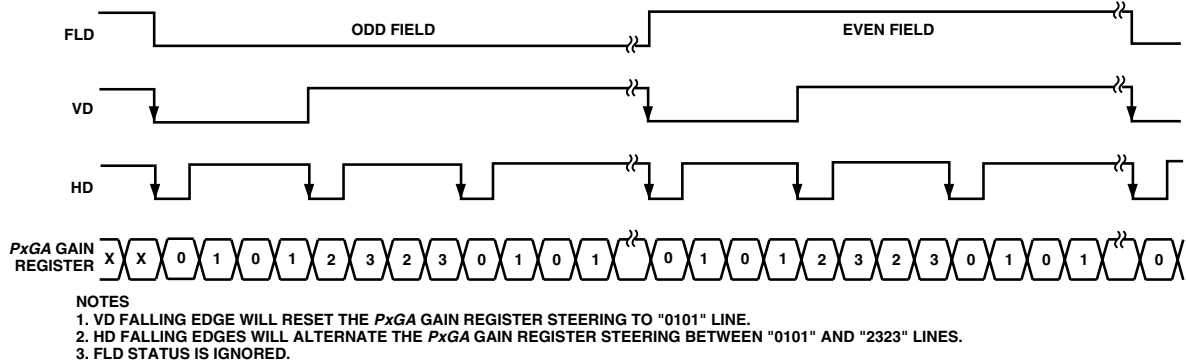 FLD
ODD FIELD
EVEN FIELD
VD
HD
PxGA GAIN
REGISTER
X X 0 1 0 1 2 3 2 3 0 1 0 1 0 1 0 1 2 3 2 3 0 1 0 1 0
NOTES
1. VD FALLING EDGE WILL RESET THE PxGA GAIN REGISTER STEERING TO "0101" LINE.
2. HD FALLING EDGES WILL ALTERNATE THE PxGA GAIN REGISTER STEERING BETWEEN "0101" AND "2323" LINES.
3. FLD STATUS IS IGNORED.